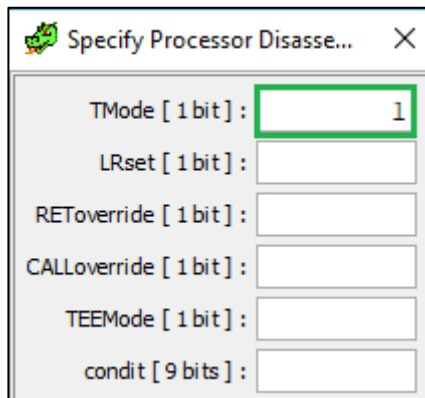 Specify Processor Disasse...
TMode [ 1 bit ] : 1
LRset [ 1 bit ] :
REToverride [ 1 bit ] :
CALLoverride [ 1 bit ] :
TEEMode [ 1 bit ] :
condit [ 9 bits ] :